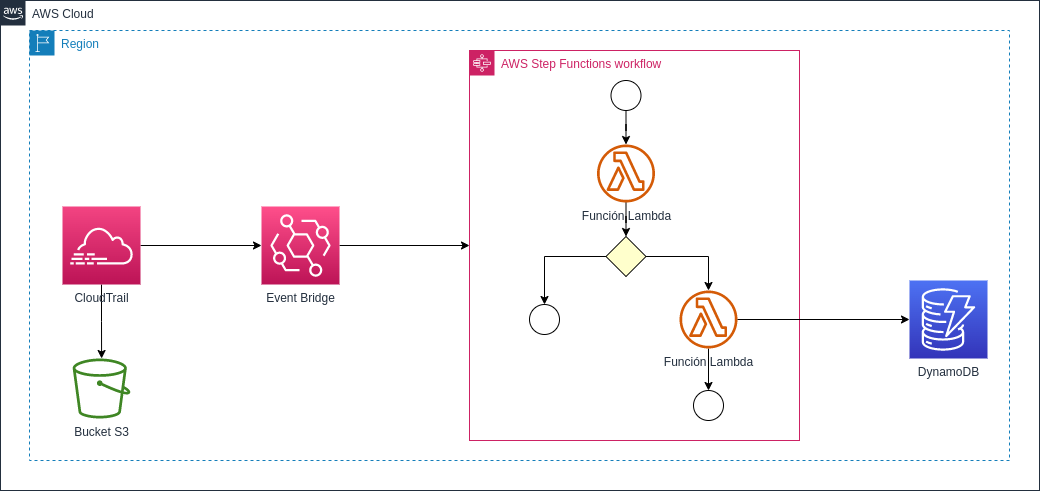 aws
AWS Cloud
Region
AWS Step Functions workflow
Función Lambda
CloudTrail
Event Bridge
Función Lambda
DynamoDB
Bucket S3